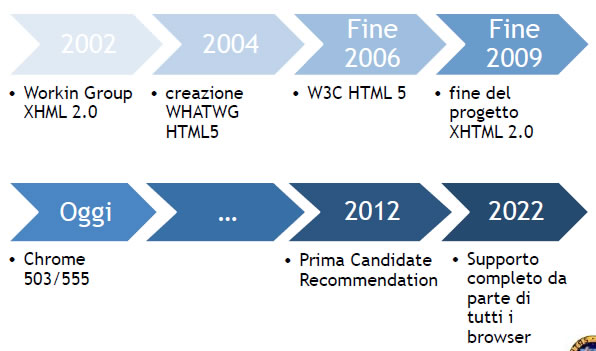 2002
2004
Fine
2006
Fine
2009
• Workin Group
XHML 2.0
• creazione
WHATWG
HTML5
• W3C HTML 5
• fine del
progetto
XHTML 2.0
Oggi
...
2012
2022
• Chrome
503/555
• Prima Candidate
Recommendation
• Supporto
completo da
parte di
tutti i
browser